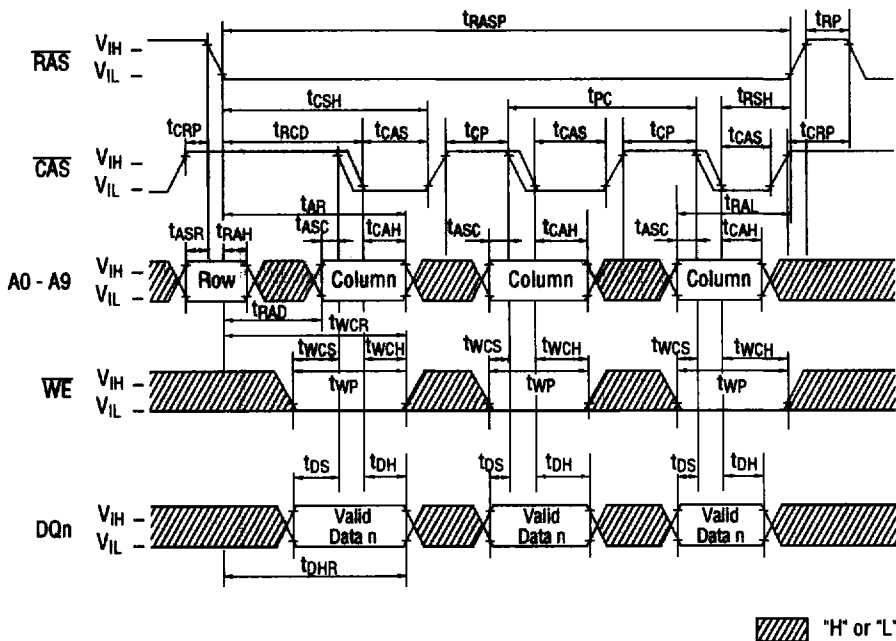 tRASP tRP
RAS VIH
VIL
tCSH tPC tRSH
tCRP tRCD tCAS tCP tCAS tCP tCAS tCRP
CAS VIH
VIL
tAR tRAL
tASR tRAH tASC tCAH tASC tCAH tASC tCAH
A0 - A9 VIH
VIL
Row Column Column Column
tRAD
tWCR
tWCS tWCH tWCS tWCH tWCS tWCH
WE VIH
VIL
tWP tWP tWP
tDS tDH tDS tDH tDS tDH
DQn VIH
VIL
Valid Valid Valid
Data n Data n Data n
tDHR
"H" or "L"